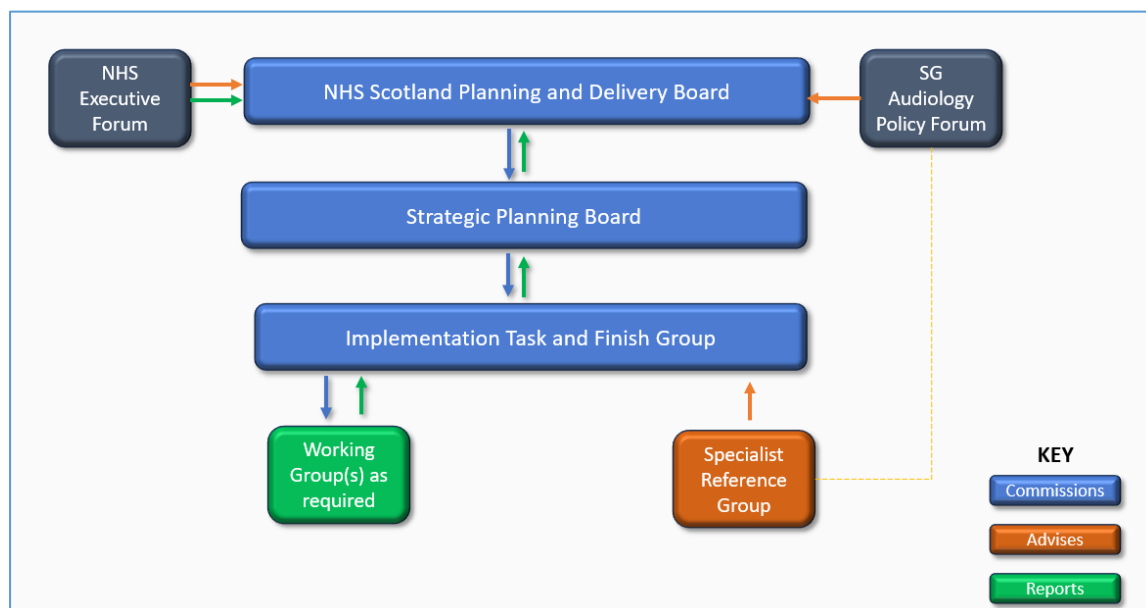 NHS
Executive
Forum
NHS Scotland Planning and Delivery Board
SG
Audiology
Policy Forum
Strategic Planning Board
Implementation Task and Finish Group
Working
Group(s) as
required
Specialist
Reference
Group
KEY
Commissions
Advises
Reports